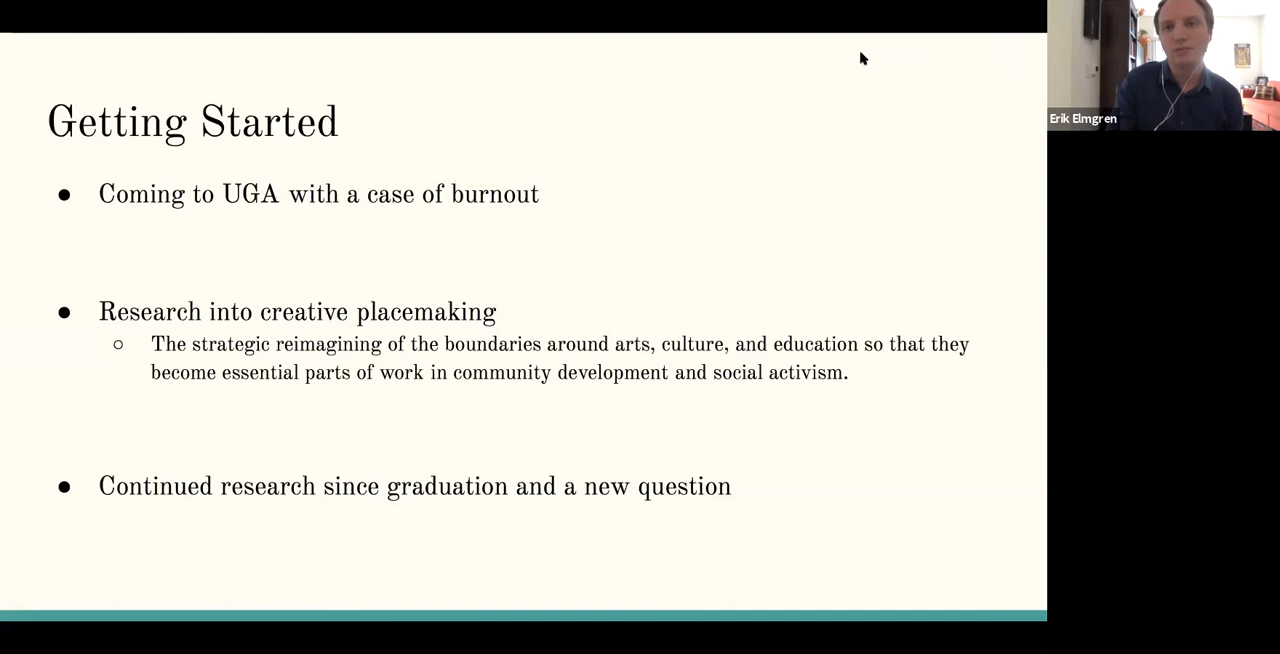 Getting Started
● Coming to UGA with a case of burnout
● Research into creative placemaking
○ The strategic reimagining of the boundaries around arts, culture, and education so that they
become essential parts of work in community development and social activism.
● Continued research since graduation and a new question
Erik Elmgren